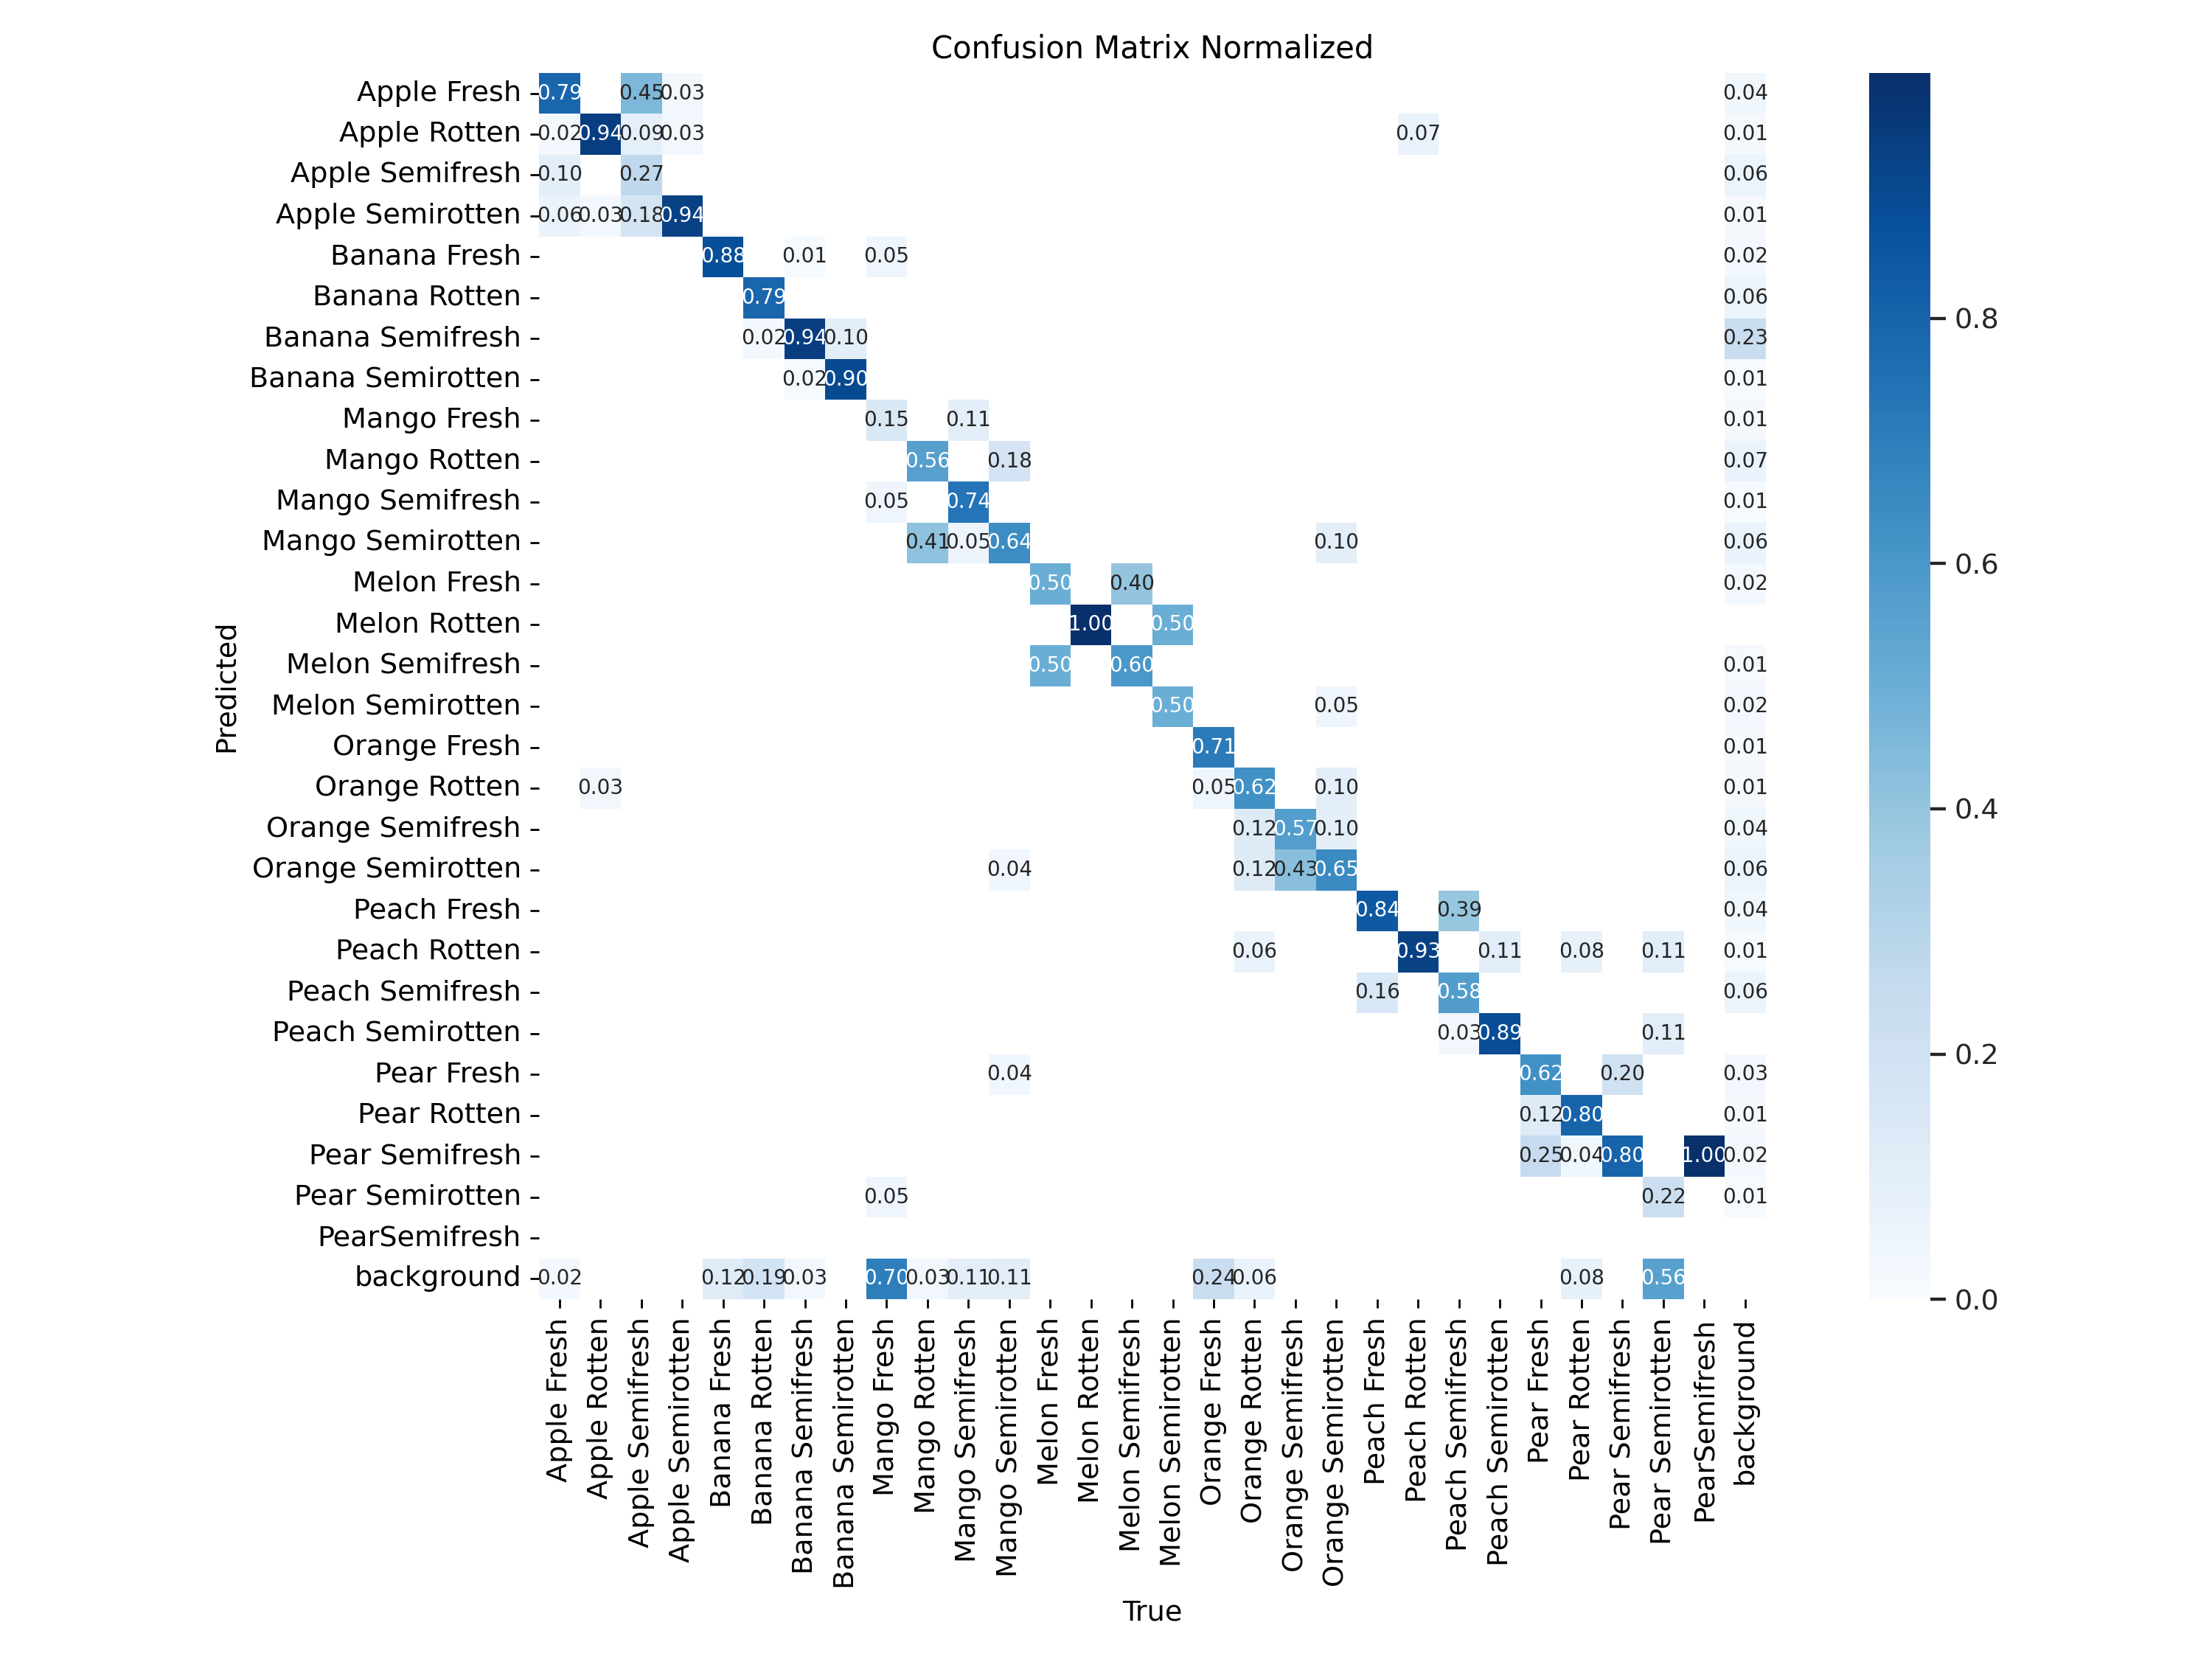 Confusion Matrix Normalized
Apple Fresh 0.79 0.45 0.03 0.04
Apple Rotten 0.02 0.94 0.09 0.03 0.07 0.01
Apple Semifresh 0.10 0.27 0.06
Apple Semirotten 0.06 0.03 0.18 0.94 0.01
Banana Fresh 0.88 0.01 0.05 0.02
Banana Rotten 0.79 0.06
Banana Semifresh 0.02 0.94 0.10 0.23
Banana Semirotten 0.02 0.90 0.01
Mango Fresh 0.15 0.11 0.01
Mango Rotten 0.56 0.18 0.07
Mango Semifresh 0.05 0.74 0.01
Mango Semirotten 0.41 0.05 0.64 0.10 0.06
Melon Fresh 0.50 0.40 0.02
Melon Rotten 1.00 0.50
Melon Semifresh 0.50 0.60 0.01
Melon Semirotten 0.50 0.05 0.02
Orange Fresh 0.71 0.01
Orange Rotten 0.03 0.05 0.62 0.10 0.01
Orange Semifresh 0.12 0.57 0.10 0.04
Orange Semirotten 0.04 0.12 0.43 0.65 0.06
Peach Fresh 0.84 0.39 0.04
Peach Rotten 0.06 0.93 0.11 0.08 0.11 0.01
Peach Semifresh 0.16 0.58 0.06
Peach Semirotten 0.03 0.89 0.11
Pear Fresh 0.04 0.62 0.20 0.03
Pear Rotten 0.12 0.80 0.01
Pear Semifresh 0.25 0.04 0.80 1.00 0.02
Pear Semirotten 0.05 0.22 0.01
PearSemifresh
background 0.02 0.12 0.19 0.03 0.70 0.03 0.11 0.11 0.24 0.06 0.08 0.56
Predicted
Apple Fresh
Apple Rotten
Apple Semifresh
Apple Semirotten
Banana Fresh
Banana Rotten
Banana Semifresh
Banana Semirotten
Mango Fresh
Mango Rotten
Mango Semifresh
Mango Semirotten
Melon Fresh
Melon Rotten
Melon Semifresh
Melon Semirotten
Orange Fresh
Orange Rotten
Orange Semifresh
Orange Semirotten
Peach Fresh
Peach Rotten
Peach Semifresh
Peach Semirotten
Pear Fresh
Pear Rotten
Pear Semifresh
Pear Semirotten
PearSemifresh
background
True
0.8
0.6
0.4
0.2
0.0